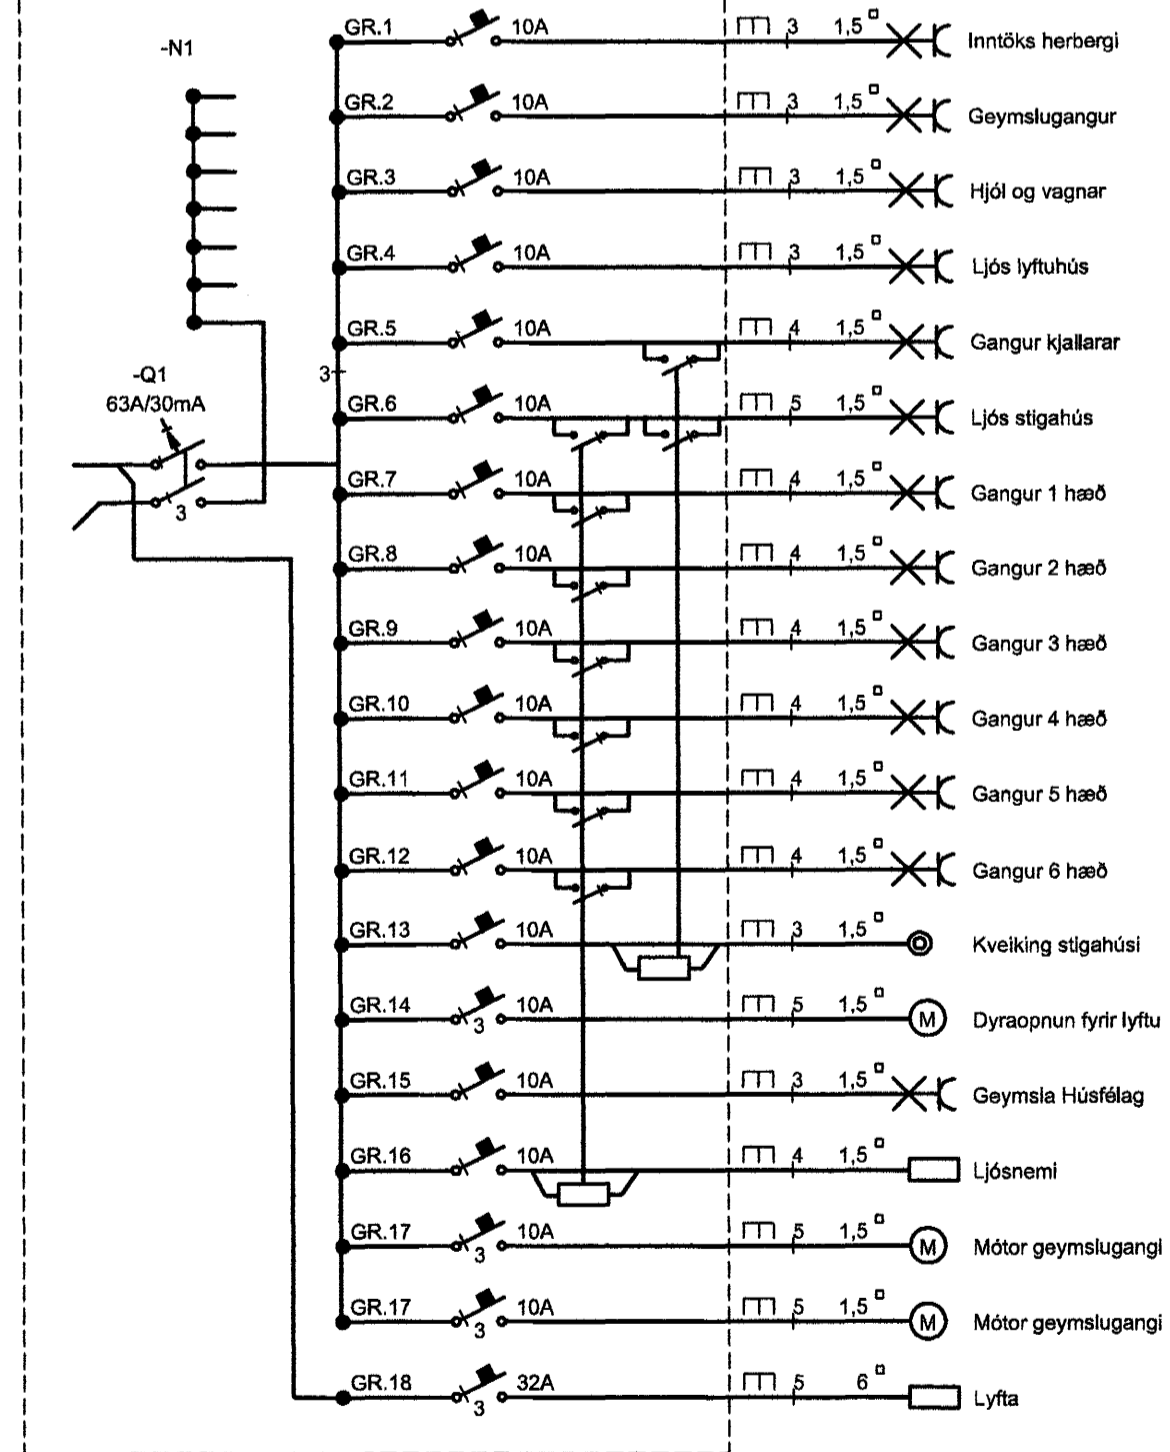 -N1
GR.1 10A 3 1,5 Inntöks herbergi
GR.2 10A 3 1,5 Geymslugangur
GR.3 10A 3 1,5 Hjól og vagnar
GR.4 10A 3 1,5 Ljós lyftuhús
GR.5 10A 4 1,5 Gangur kjallarar
3
-Q1
63A/30mA
3
GR.6 10A 5 1,5 Ljós stigahús
GR.7 10A 4 1,5 Gangur 1 hæð
GR.8 10A 4 1,5 Gangur 2 hæð
GR.9 10A 4 1,5 Gangur 3 hæð
GR.10 10A 4 1,5 Gangur 4 hæð
GR.11 10A 4 1,5 Gangur 5 hæð
GR.12 10A 4 1,5 Gangur 6 hæð
GR.13 10A 3 1,5 Kveiking stigahúsi
GR.14 3 10A 5 1,5 M Dyraopnun fyrir lyftu
GR.15 10A 3 1,5 Geymsla Húsfélag
GR.16 10A 4 1,5 Ljósnemi
GR.17 3 10A 5 1,5 M Mótor geymslugangi
GR.17 3 10A 5 1,5 M Mótor geymslugangi
GR.18 3 32A 5 6 Lyfta